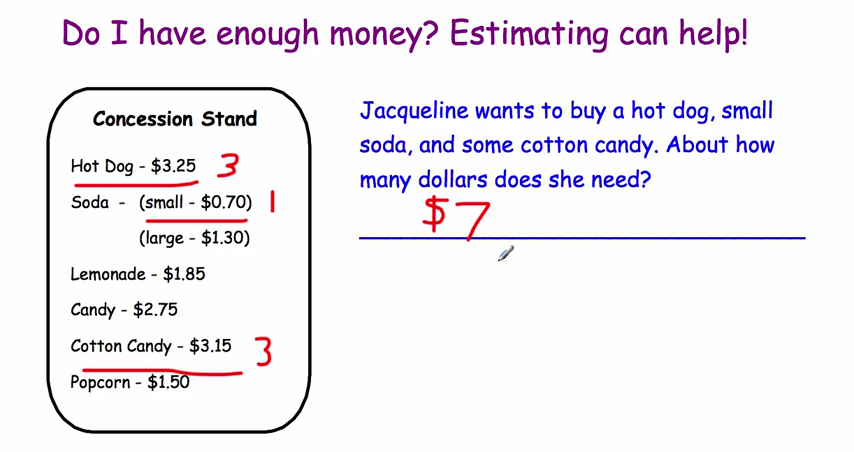 Do I have enough money? Estimating can help!
Concession Stand
Hot Dog - $3.25 3
Soda - (small - $0.70) 1
(large - $1.30)
Lemonade - $1.85
Candy - $2.75
Cotton Candy - $3.15 3
Popcorn - $1.50
Jacqueline wants to buy a hot dog, small
soda, and some cotton candy. About how
many dollars does she need?
$7